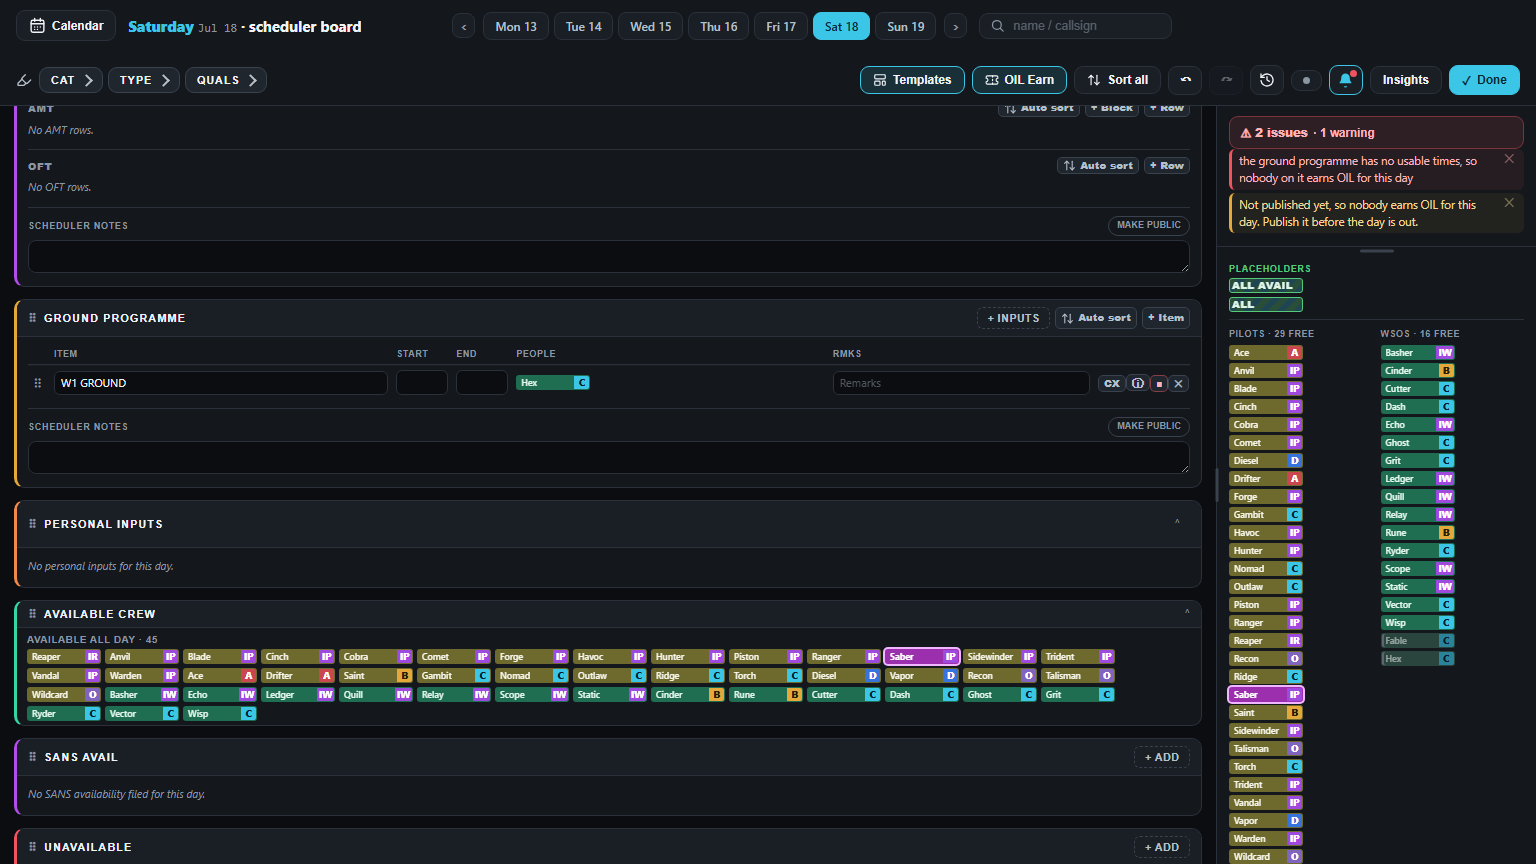 Calendar
Saturday Jul 18 · scheduler board
‹ Mon 13 Tue 14 Wed 15 Thu 16 Fri 17 Sat 18 Sun 19 ›
name / callsign
CAT TYPE QUALS
Templates OIL Earn Sort all Insights ✓ Done
AMT
Auto sort + Block + Row
No AMT rows.
OFT
Auto sort + Row
No OFT rows.
SCHEDULER NOTES
MAKE PUBLIC
GROUND PROGRAMME
+ INPUTS Auto sort + Item
ITEM START END PEOPLE RMKS
W1 GROUND Hex C Remarks CX
SCHEDULER NOTES
MAKE PUBLIC
PERSONAL INPUTS
No personal inputs for this day.
AVAILABLE CREW
AVAILABLE ALL DAY · 45
Reaper IR Anvil IP Blade IP Cinch IP Cobra IP Comet IP Forge IP Havoc IP Hunter IP Piston IP Ranger IP Saber IP Sidewinder IP Trident IP
Vandal IP Warden IP Ace A Drifter A Saint B Gambit C Nomad C Outlaw C Ridge C Torch C Diesel D Vapor D Recon O Talisman O
Wildcard O Basher IW Echo IW Ledger IW Quill IW Relay IW Scope IW Static IW Cinder B Rune B Cutter C Dash C Ghost C Grit C
Ryder C Vector C Wisp C
SANS AVAIL
+ ADD
No SANS availability filed for this day.
UNAVAILABLE
+ ADD
⚠ 2 issues · 1 warning
the ground programme has no usable times, so
nobody on it earns OIL for this day
Not published yet, so nobody earns OIL for this
day. Publish it before the day is out.
PLACEHOLDERS
ALL AVAIL
ALL
PILOTS · 29 FREE
Ace A
Anvil IP
Blade IP
Cinch IP
Cobra IP
Comet IP
Diesel D
Drifter A
Forge IP
Gambit C
Havoc IP
Hunter IP
Nomad C
Outlaw C
Piston IP
Ranger IP
Reaper IR
Recon O
Ridge C
Saber IP
Saint B
Sidewinder IP
Talisman O
Torch C
Trident IP
Vandal IP
Vapor D
Warden IP
Wildcard O
WSOS · 16 FREE
Basher IW
Cinder B
Cutter C
Dash C
Echo IW
Ghost C
Grit C
Ledger IW
Quill IW
Relay IW
Rune B
Ryder C
Scope IW
Static IW
Vector C
Wisp C
Fable C
Hex C